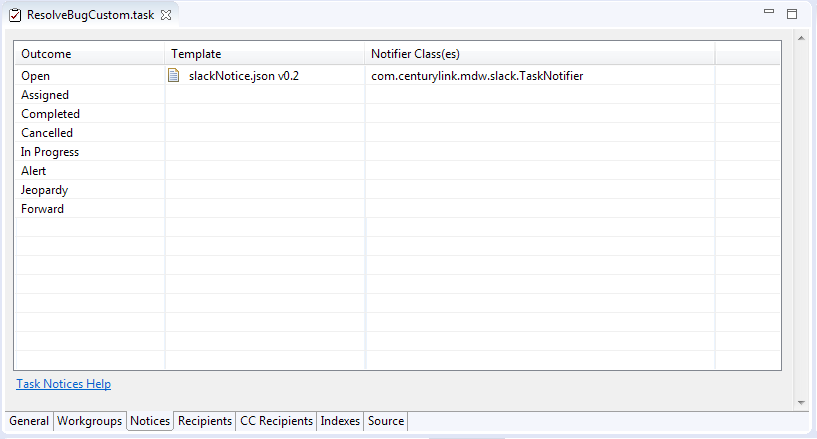 ResolveBugCustom.task
Outcome Template Notifier Class(es)
Open slackNotice.json v0.2 com.centurylink.mdw.slack.TaskNotifier
Assigned
Completed
Cancelled
In Progress
Alert
Jeopardy
Forward
Task Notices Help
General Workgroups Notices Recipients CC Recipients Indexes Source